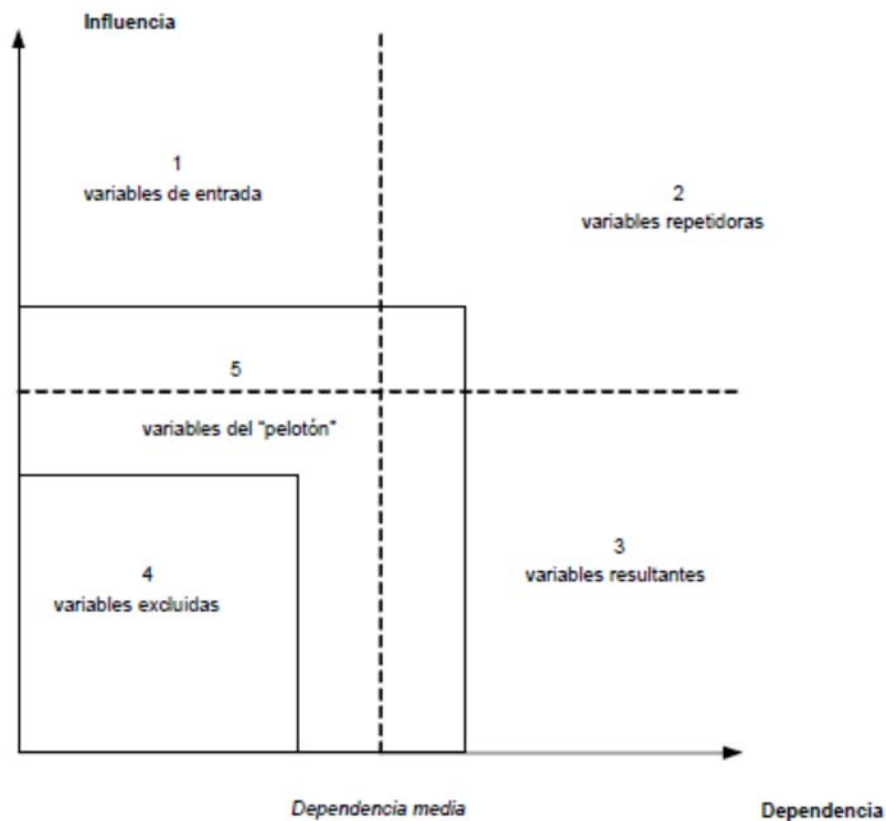 Influencia
1
variables de entrada
2
variables repetidoras
5
variables del "pelotón"
3
variables resultantes
4
variables excluidas
Dependencia media
Dependencia